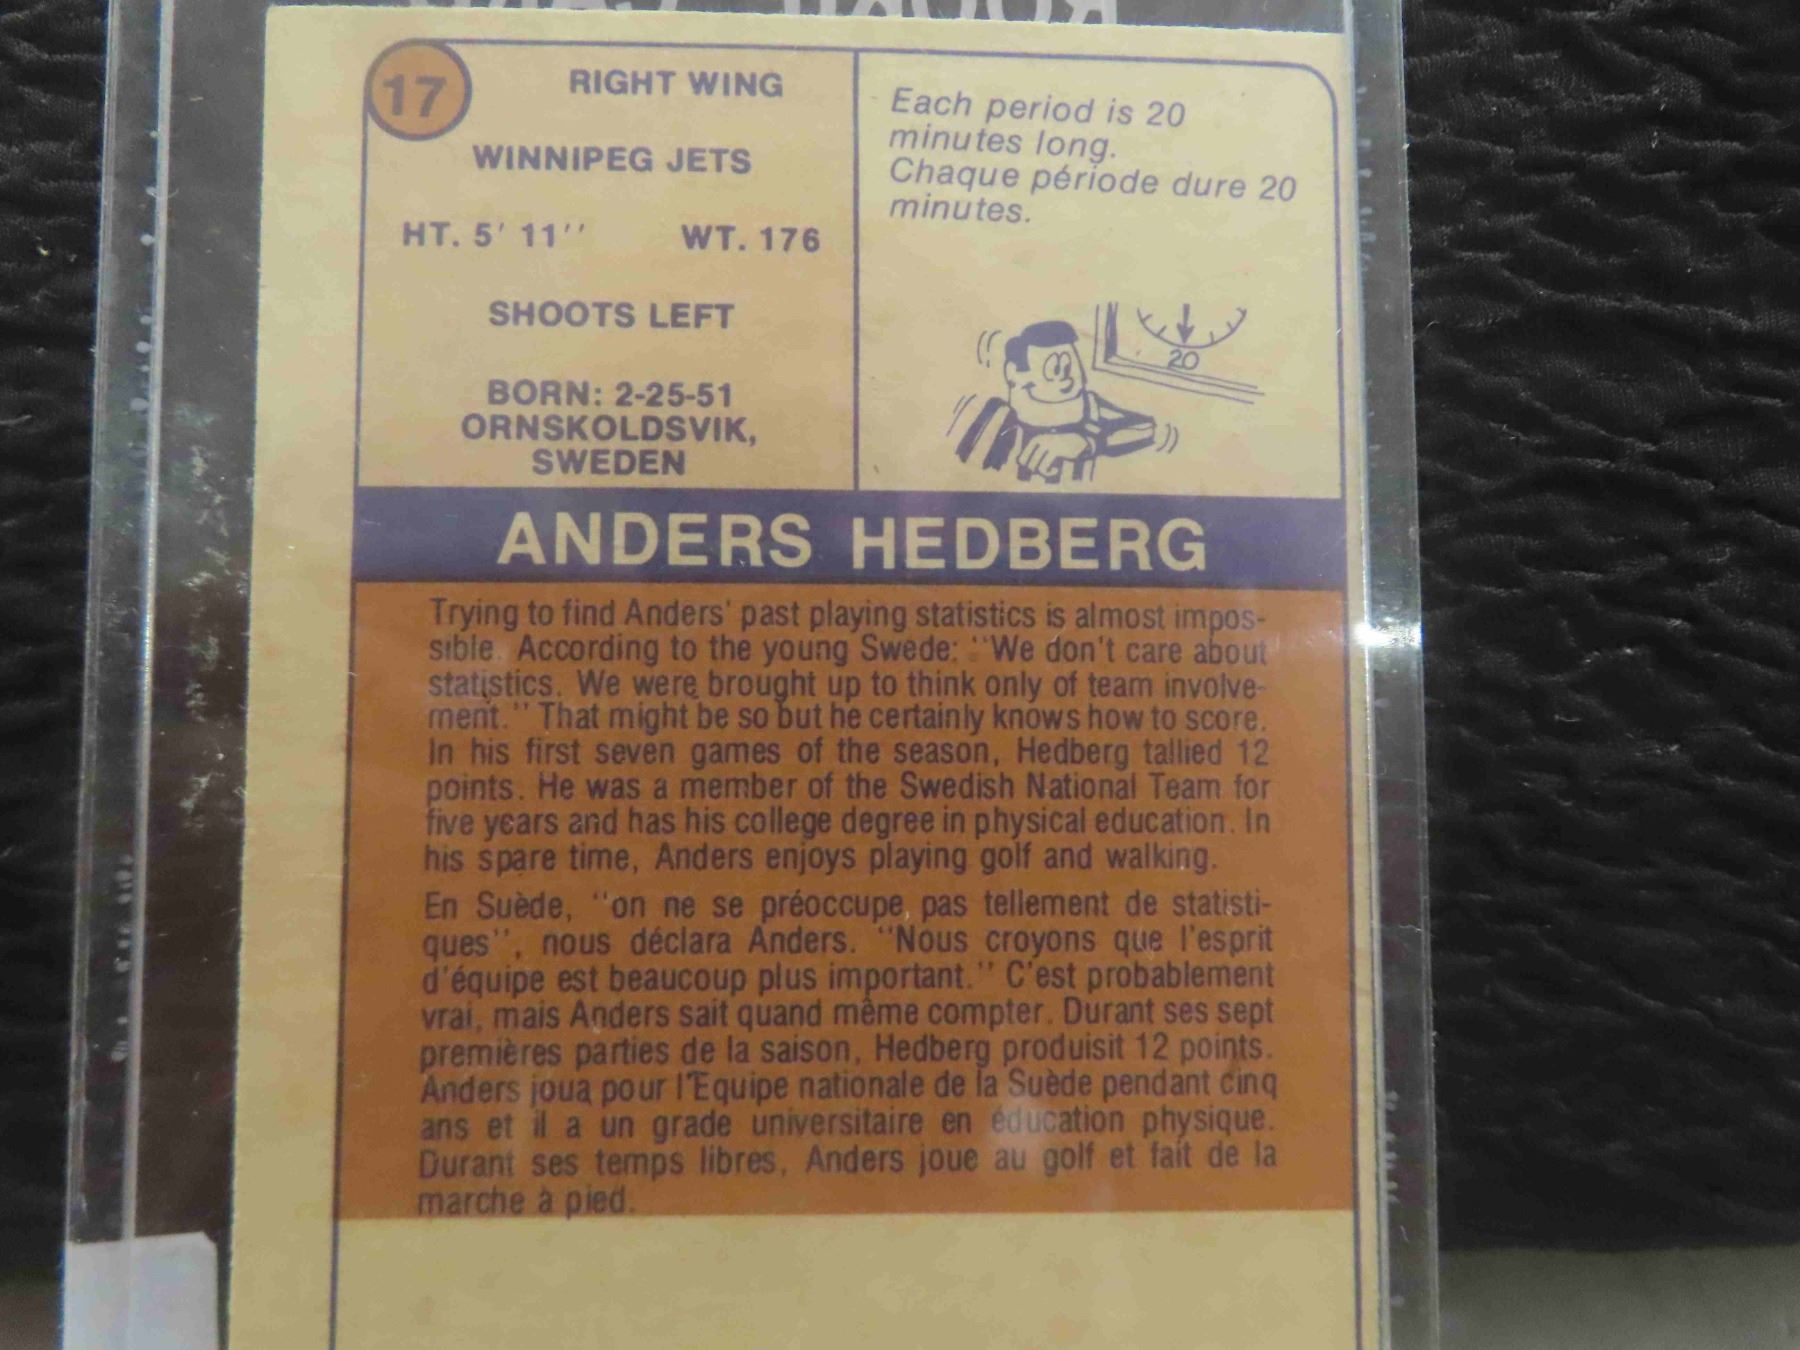 ROOKIE CARD
17
RIGHT WING
WINNIPEG JETS
HT. 5' 11'' WT. 176
SHOOTS LEFT
BORN: 2-25-51
ORNSKOLDSVIK,
SWEDEN
Each period is 20
minutes long.
Chaque période dure 20
minutes.
20
ANDERS HEDBERG
Trying to find Anders' past playing statistics is almost impos-
sible. According to the young Swede: ''We don't care about
statistics. We were brought up to think only of team involve-
ment.'' That might be so but he certainly knows how to score.
In his first seven games of the season, Hedberg tallied 12
points. He was a member of the Swedish National Team for
five years and has his college degree in physical education. In
his spare time, Anders enjoys playing golf and walking.
En Suède, ''on ne se préoccupe pas tellement de statisti-
ques'', nous déclara Anders. ''Nous croyons que l'esprit
d'équipe est beaucoup plus important.'' C'est probablement
vrai, mais Anders sait quand même compter. Durant ses sept
premières parties de la saison, Hedberg produisit 12 points.
Anders joua pour l'Equipe nationale de la Suède pendant cinq
ans et il a un grade universitaire en éducation physique.
Durant ses temps libres, Anders joue au golf et fait de la
marche à pied.